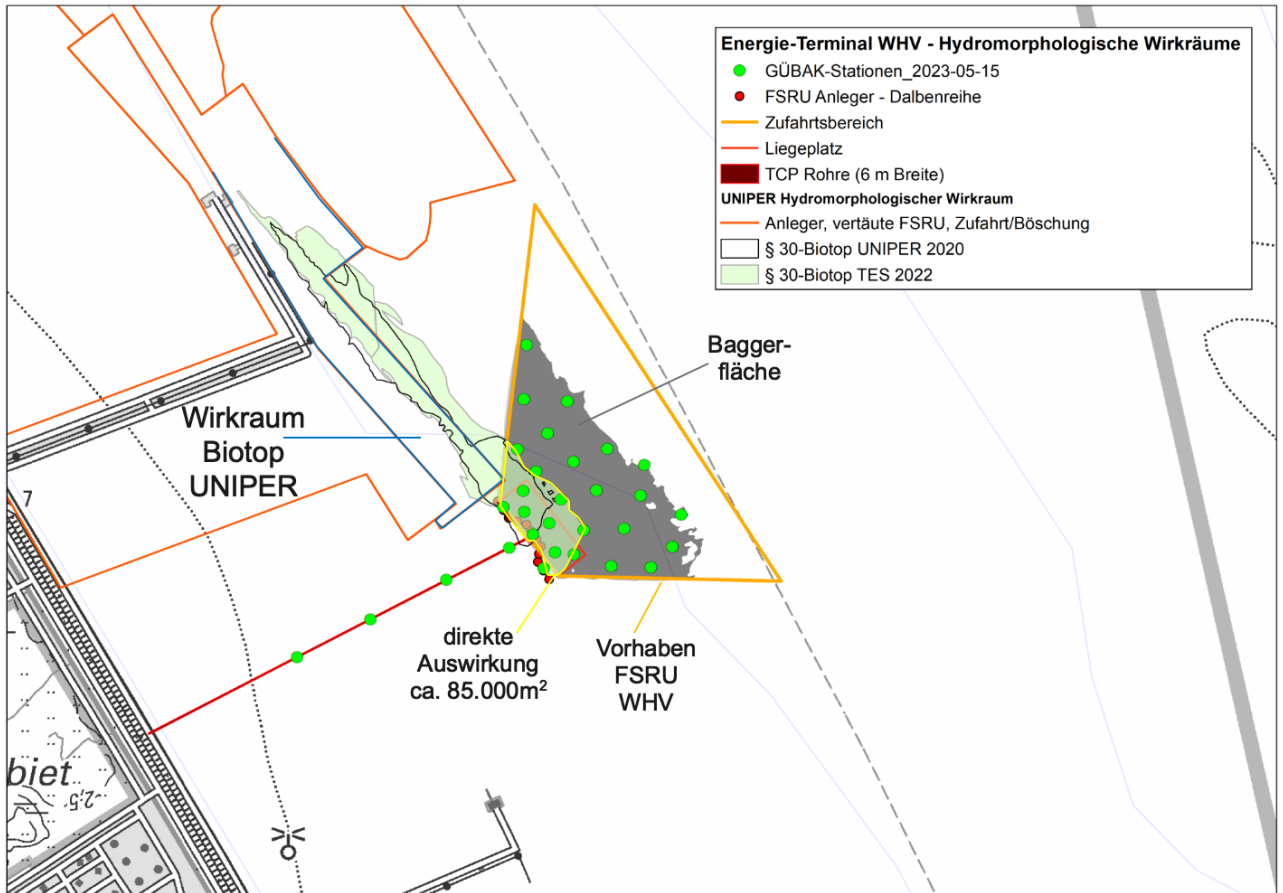 Energie-Terminal WHV - Hydromorphologische Wirkräume
GÜBAK-Stationen_2023-05-15
FSRU Anleger - Dalbenreihe
Zufahrtsbereich
Liegeplatz
TCP Rohre (6 m Breite)
UNIPER Hydromorphologischer Wirkraum
Anleger, vertäute FSRU, Zufahrt/Böschung
§ 30-Biotop UNIPER 2020
§ 30-Biotop TES 2022
Bagger-
fläche
Wirkraum
Biotop
UNIPER
7
direkte
Auswirkung
ca. 85.000m²
Vorhaben
FSRU
WHV
biet
-2,5